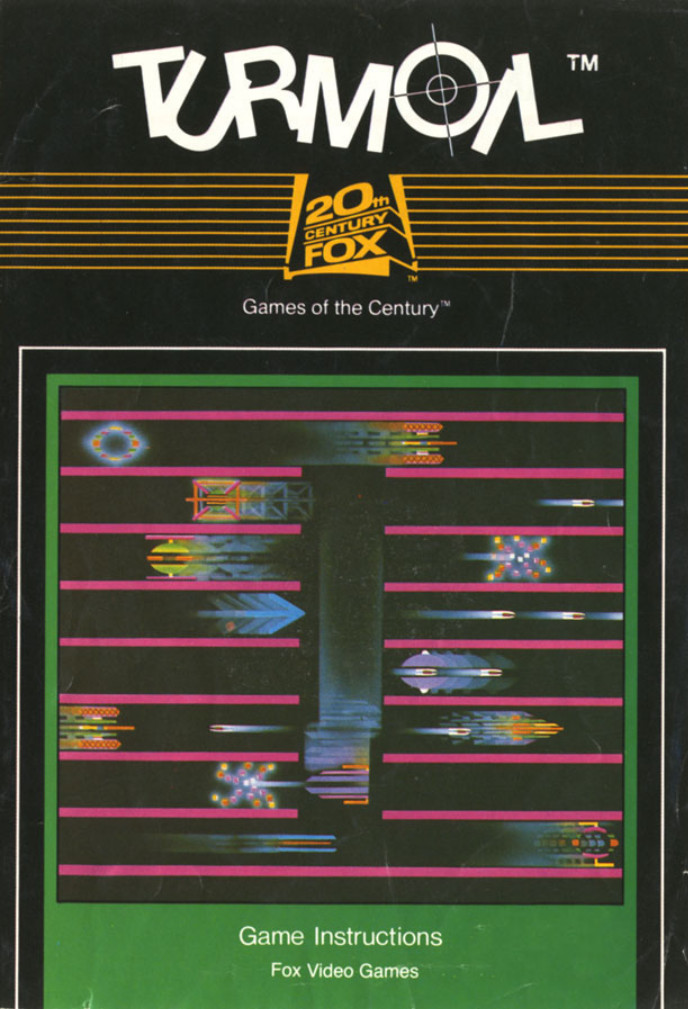 TURMOIL™
20th
CENTURY
FOX
™
Games of the Century™
Game Instructions
Fox Video Games